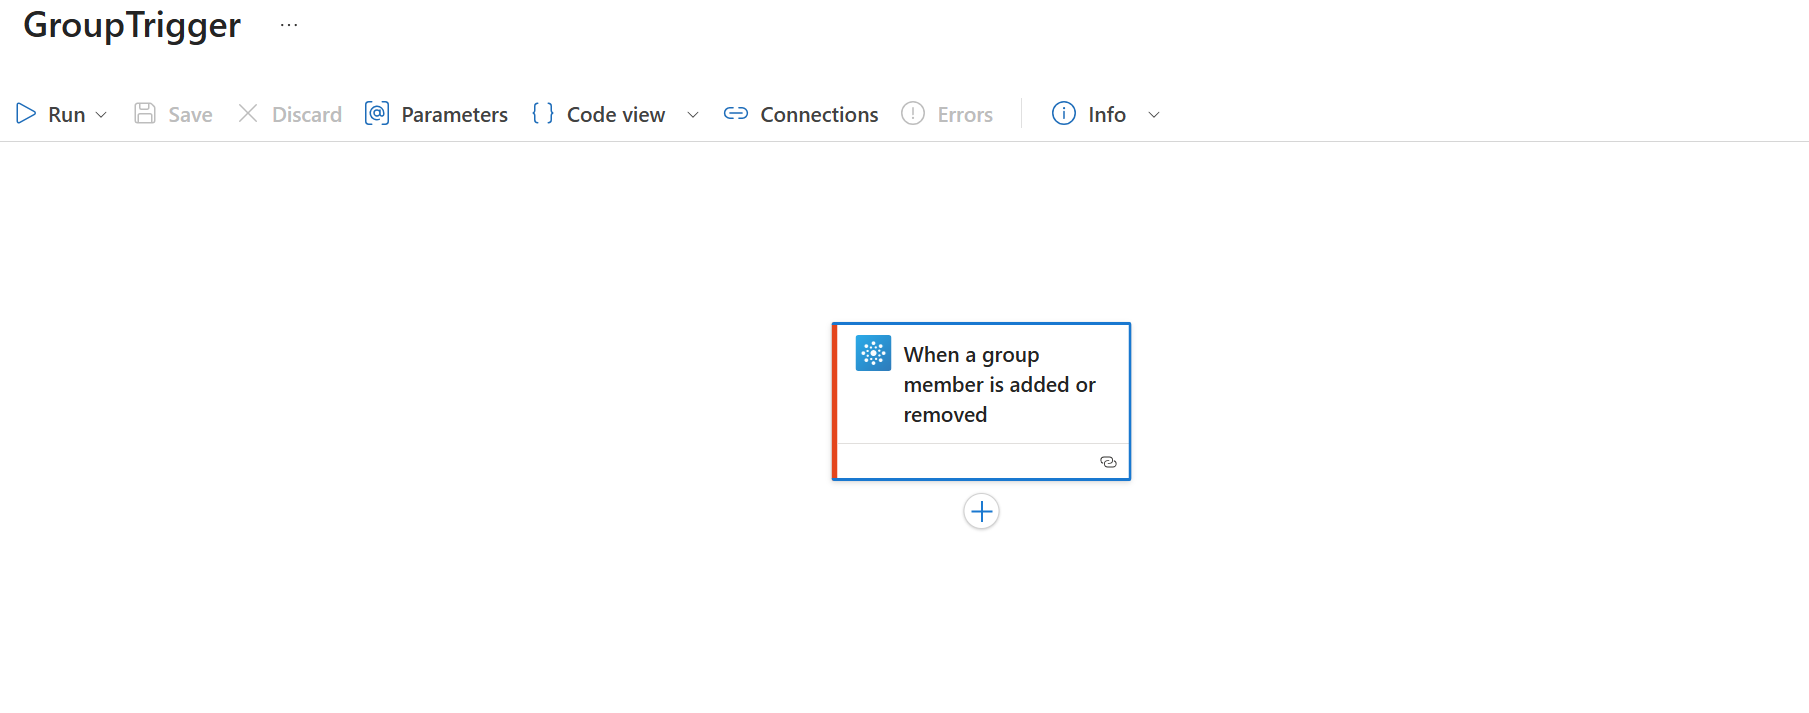 GroupTrigger ...
Run Save Discard Parameters Code view Connections Errors Info
When a group
member is added or
removed